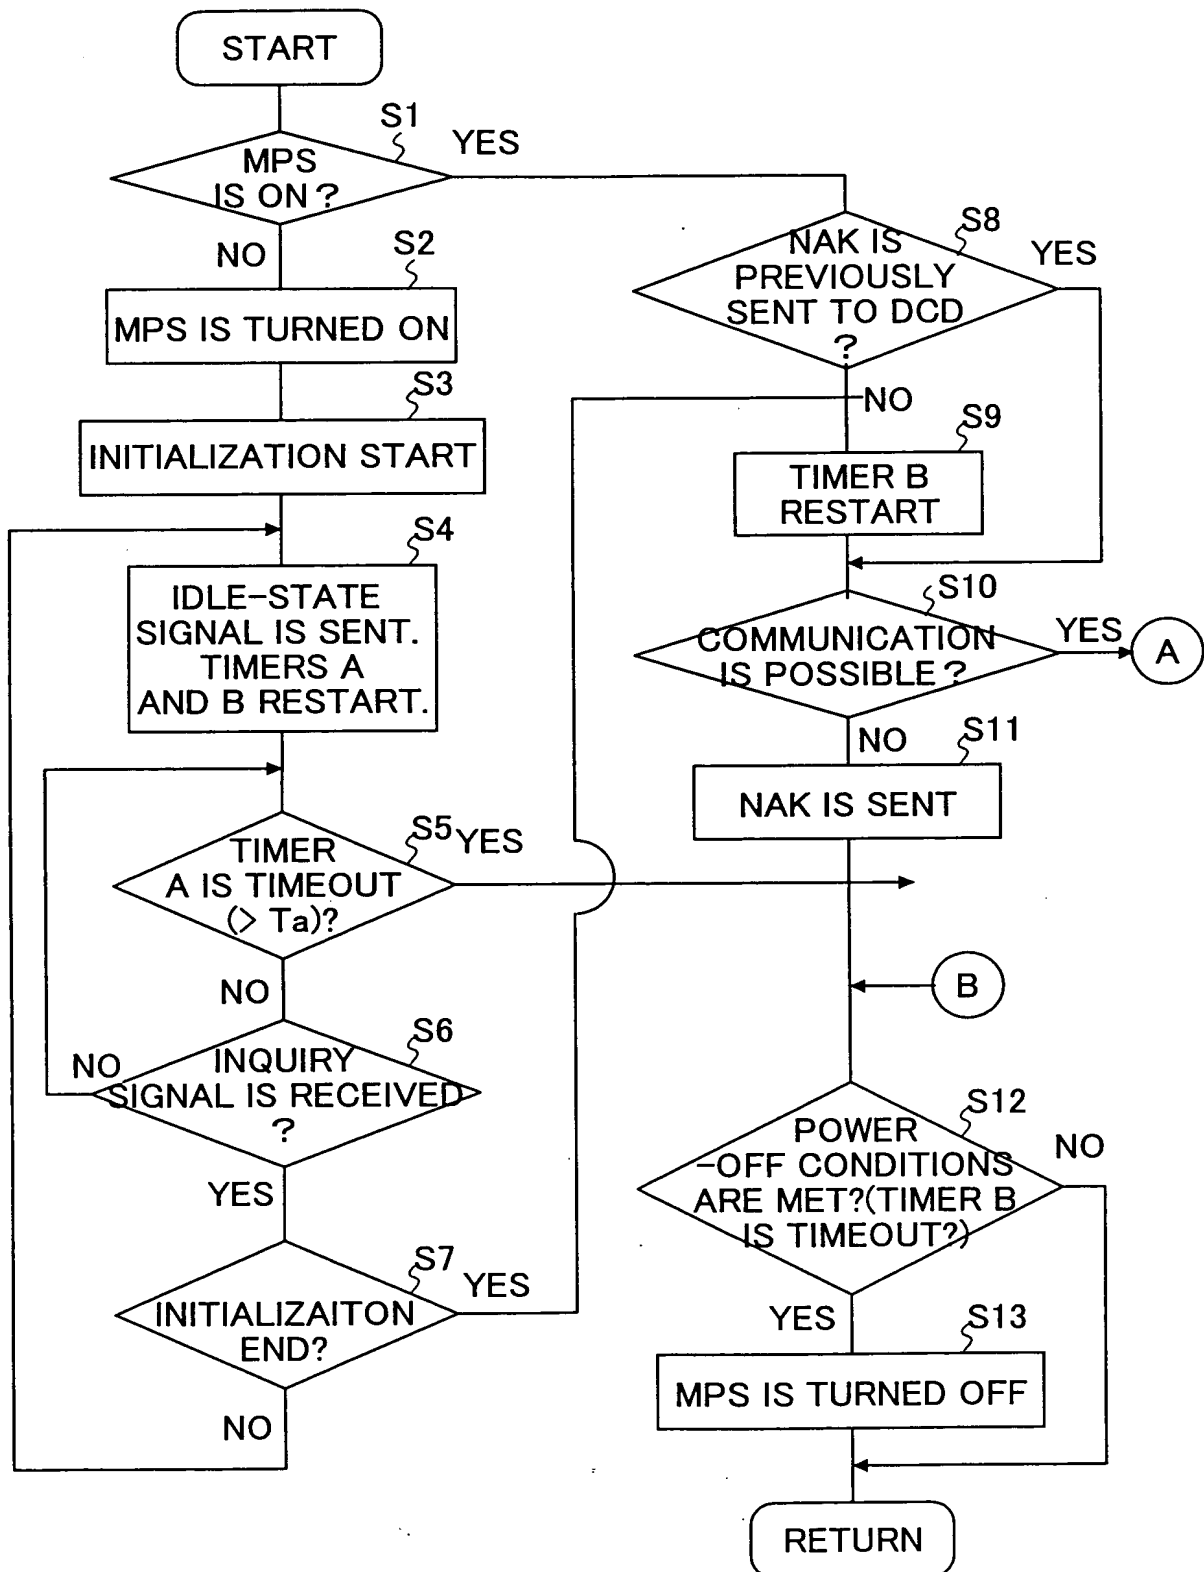 START
S1
MPS
IS ON?
YES
NO
S2
MPS IS TURNED ON
S3
INITIALIZATION START
S4
IDLE-STATE
SIGNAL IS SENT.
TIMERS A
AND B RESTART.
S5
TIMER
A IS TIMEOUT
(> Ta)?
YES
NO
S6
INQUIRY
SIGNAL IS RECEIVED
?
NO
YES
S7
INITIALIZAITON
END?
YES
NO
S8
NAK IS
PREVIOUSLY
SENT TO DCD
?
YES
NO
S9
TIMER B
RESTART
S10
COMMUNICATION
IS POSSIBLE?
YES
A
NO
S11
NAK IS SENT
B
S12
POWER
-OFF CONDITIONS
ARE MET?(TIMER B
IS TIMEOUT?)
NO
YES
S13
MPS IS TURNED OFF
RETURN